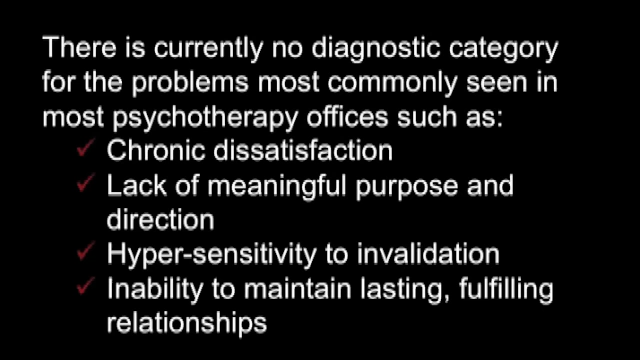 There is currently no diagnostic category
for the problems most commonly seen in
most psychotherapy offices such as:
✓ Chronic dissatisfaction
✓ Lack of meaningful purpose and
direction
✓ Hyper-sensitivity to invalidation
✓ Inability to maintain lasting, fulfilling
relationships